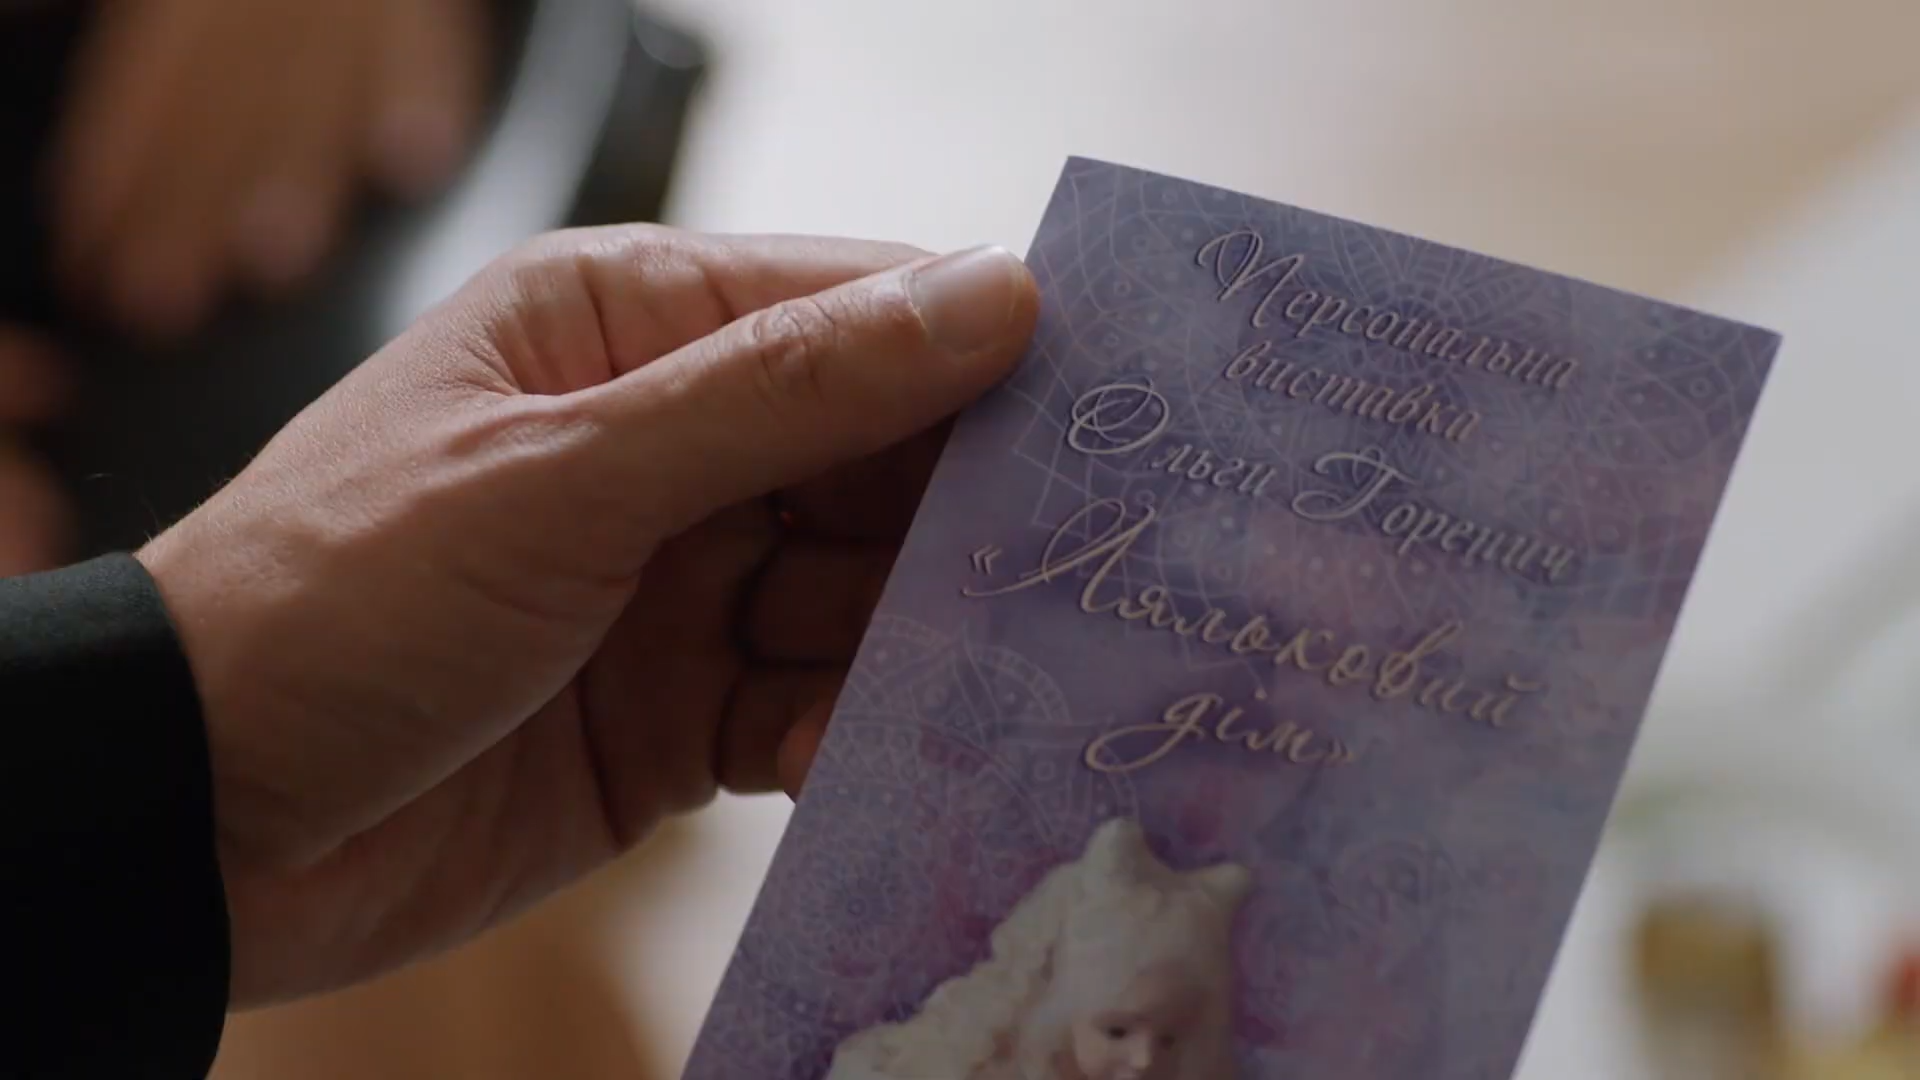 Персональна
виставка
Ольги Горенич
«Ляльковий
дім»